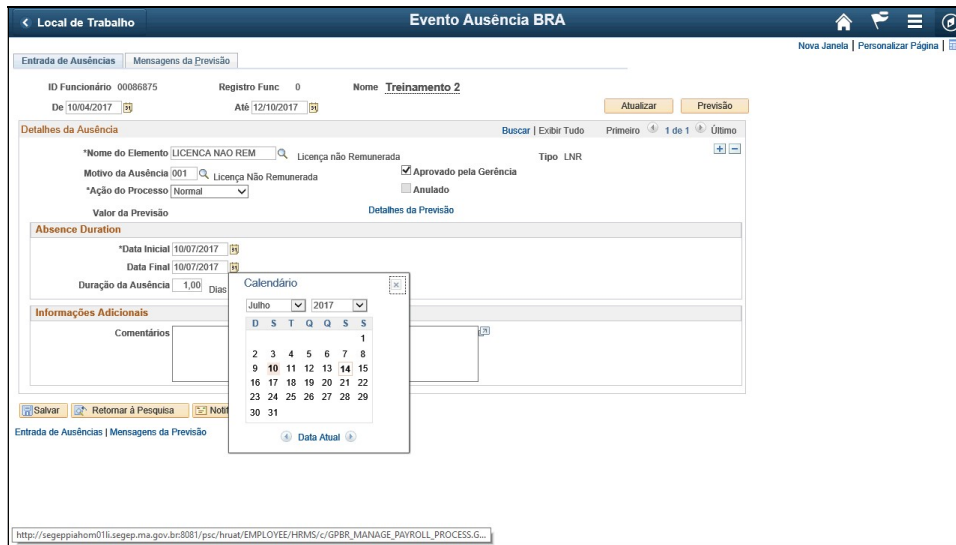 Local de Trabalho
Evento Ausência BRA
Nova Janela | Personalizar Página |
Entrada de Ausências
Mensagens da Previsão
ID Funcionário 00086875 Registro Func 0 Nome Treinamento 2
De 10/04/2017 Até 12/10/2017 Atualizar Previsão
Detalhes da Ausência Buscar | Exibir Tudo Primeiro 1 de 1 Último
*Nome do Elemento LICENCA NAO REM Licença não Remunerada Tipo LNR
Motivo da Ausência 001 Licença Não Remunerada Aprovado pela Gerência
*Ação do Processo Normal Anulado
Valor da Previsão Detalhes da Previsão
Absence Duration
*Data Inicial 10/07/2017
Data Final 10/07/2017
Duração da Ausência 1,00 Dias
Calendário
Julho 2017
D S T Q Q S S
1
2 3 4 5 6 7 8
9 10 11 12 13 14 15
16 17 18 19 20 21 22
23 24 25 26 27 28 29
30 31
Data Atual
Informações Adicionais
Comentários
Salvar Retornar à Pesquisa Notif
Entrada de Ausências | Mensagens da Previsão
http://segeppiahom01li.segep.ma.gov.br:8081/psc/hruat/EMPLOYEE/HRMS/c/GPBR_MANAGE_PAYROLL_PROCESS.G...